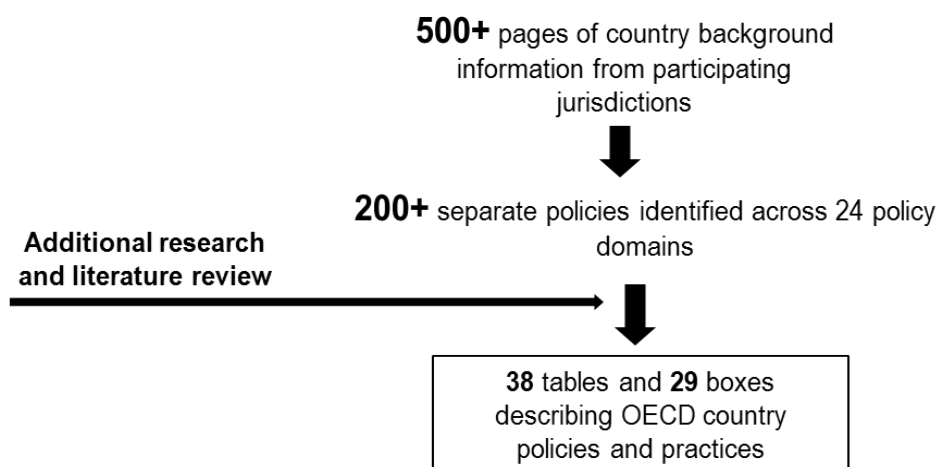 500+ pages of country background
information from participating
jurisdictions
200+ separate policies identified across 24 policy
domains
Additional research
and literature review
38 tables and 29 boxes
describing OECD country
policies and practices